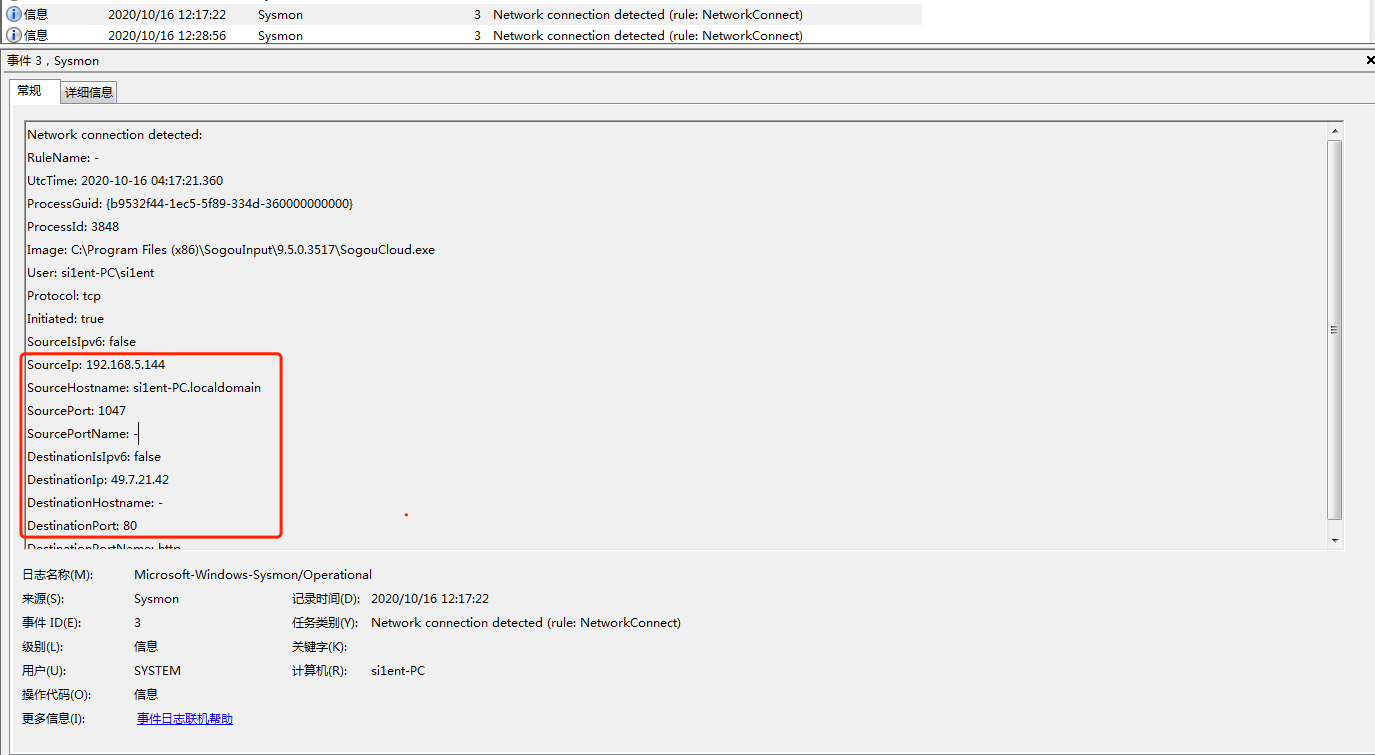 信息 2020/10/16 12:17:22 Sysmon 3 Network connection detected (rule: NetworkConnect)
信息 2020/10/16 12:28:56 Sysmon 3 Network connection detected (rule: NetworkConnect)
事件 3，Sysmon
常规 详细信息
Network connection detected:
RuleName: -
UtcTime: 2020-10-16 04:17:21.360
ProcessGuid: {b9532f44-1ec5-5f89-334d-360000000000}
ProcessId: 3848
Image: C:\Program Files (x86)\SogouInput\9.5.0.3517\SogouCloud.exe
User: si1ent-PC\si1ent
Protocol: tcp
Initiated: true
SourceIsIpv6: false
SourceIp: 192.168.5.144
SourceHostname: si1ent-PC.localdomain
SourcePort: 1047
SourcePortName: -
DestinationIsIpv6: false
DestinationIp: 49.7.21.42
DestinationHostname: -
DestinationPort: 80
DestinationPortName: http
日志名称(M): Microsoft-Windows-Sysmon/Operational
来源(S): Sysmon 记录时间(D): 2020/10/16 12:17:22
事件 ID(E): 3 任务类别(Y): Network connection detected (rule: NetworkConnect)
级别(L): 信息 关键字(K):
用户(U): SYSTEM 计算机(R): si1ent-PC
操作代码(O): 信息
更多信息(I): 事件日志联机帮助